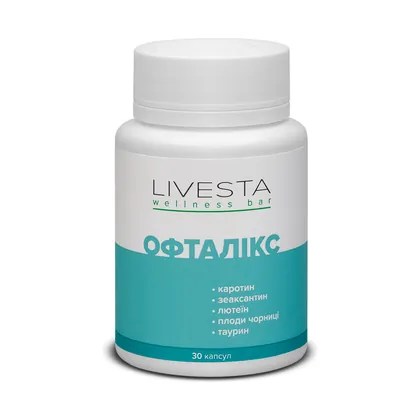 LIVESTA
wellness bar
ОФТАЛІКС
• каротин
• зеаксантин
• лютеїн
• плоди чорниці
• таурин
30 капсул